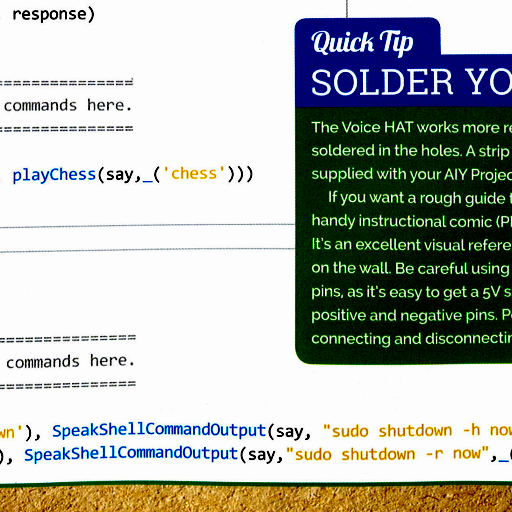 response)
================
commands here.
================
playChess(say,_('chess')))
================
commands here.
================
wn'), SpeakShellCommandOutput(say, "sudo shutdown -h now
), SpeakShellCommandOutput(say,"sudo shutdown -r now",_(
Quick Tip
SOLDER YO
The Voice HAT works more re
soldered in the holes. A strip
supplied with your AIY Projec
If you want a rough guide t
handy instructional comic (P
It's an excellent visual refere
on the wall. Be careful using
pins, as it's easy to get a 5V s
positive and negative pins. P
connecting and disconnectin